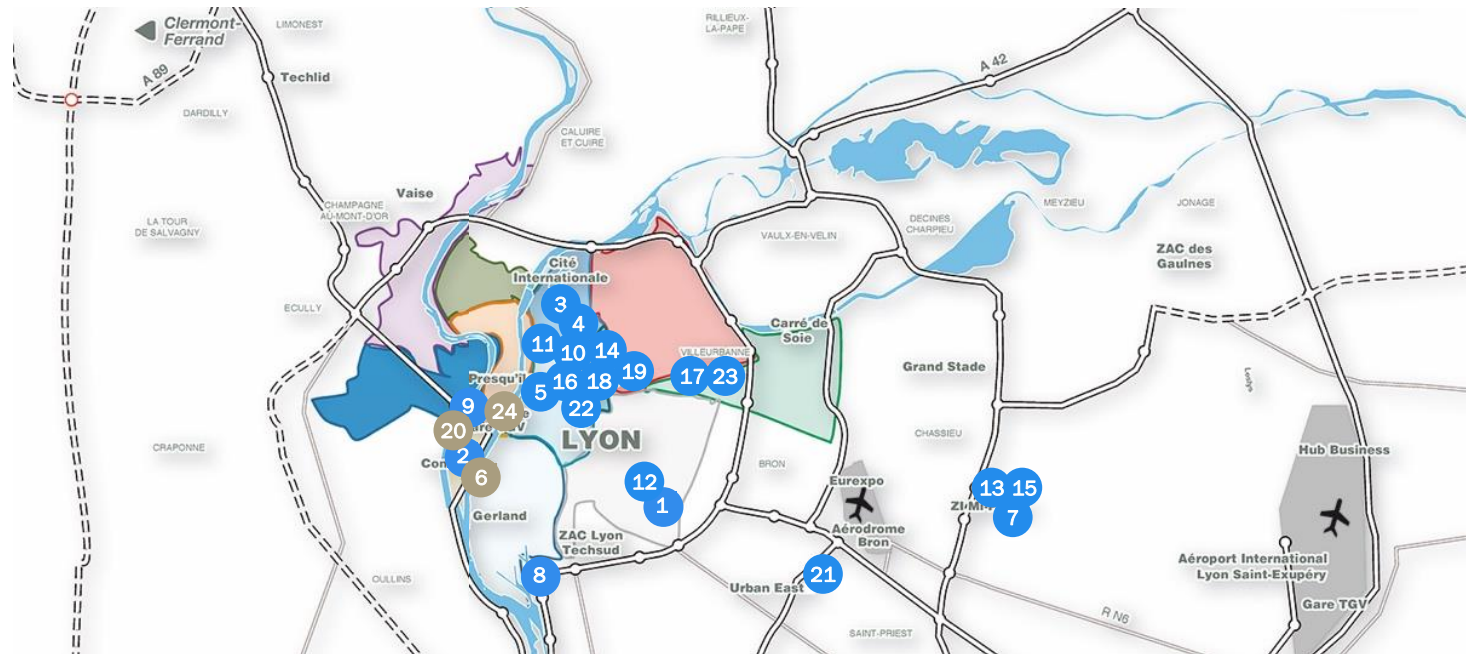 Clermont-
Ferrand
LIMONEST
RILLIEUX-
LA-PAPE
A 89
Techlid
A 42
DARDILLY
CALUIRE
ET CUIRE
Vaise
CHAMPAGNE
AU-MONT-D'OR
LA TOUR
DE SALVAGNY
DECINES
CHARPIEU
MEYZIEU
JONAGE
VAULX-EN-VELIN
ZAC des
Gaulnes
Cité
Internationale
ECULLY
3
4
Carré de
Soie
11
10
14
VILLEURBANNE
Grand Stade
19
17
23
Presqu'il
5
16
18
9
24
22
20
LYON
CHASSIEU
CRAPONNE
Con
2
BRON
Hub Business
6
12
Eurexpo
13
15
1
ZI MI
7
Gerland
ZAC Lyon
Techsud
Aérodrome
Bron
Aéroport International
Lyon Saint-Exupéry
8
OULLINS
Urban East
21
Gare TGV
R N6
SAINT-PRIEST